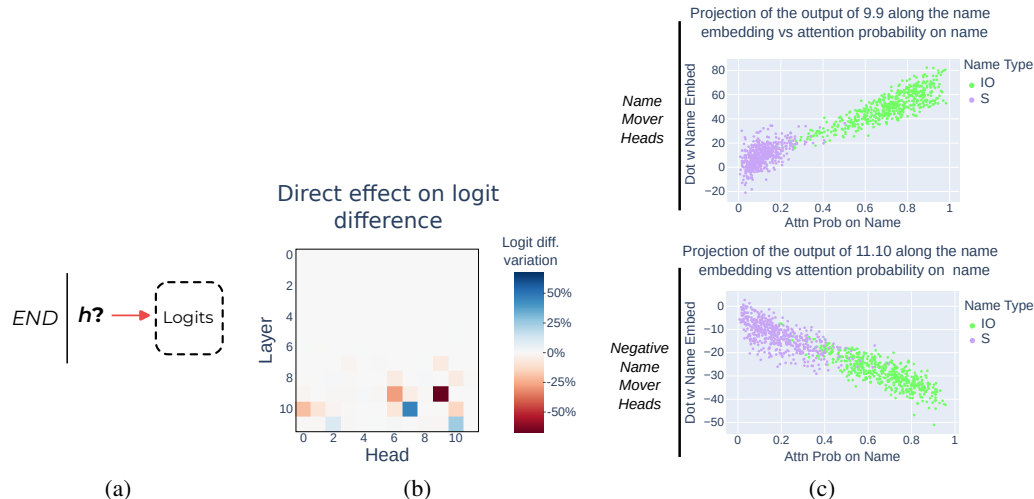 END
h?
Logits
(a)
Direct effect on logit
difference
Logit diff.
variation
0
2
4
6
8
10
Layer
0
2
4
6
8
10
Head
50%
25%
0%
-25%
-50%
(b)
Name
Mover
Heads
Projection of the output of 9.9 along the name
embedding vs attention probability on name
Dot w Name Embed
80
60
40
20
0
−20
0
0.2
0.4
0.6
0.8
1
Attn Prob on Name
Name Type
IO
S
Negative
Name
Mover
Heads
Projection of the output of 11.10 along the name
embedding vs attention probability on  name
Dot w Name Embed
0
−10
−20
−30
−40
−50
0
0.2
0.4
0.6
0.8
1
Attn Prob on Name
Name Type
IO
S
(c)